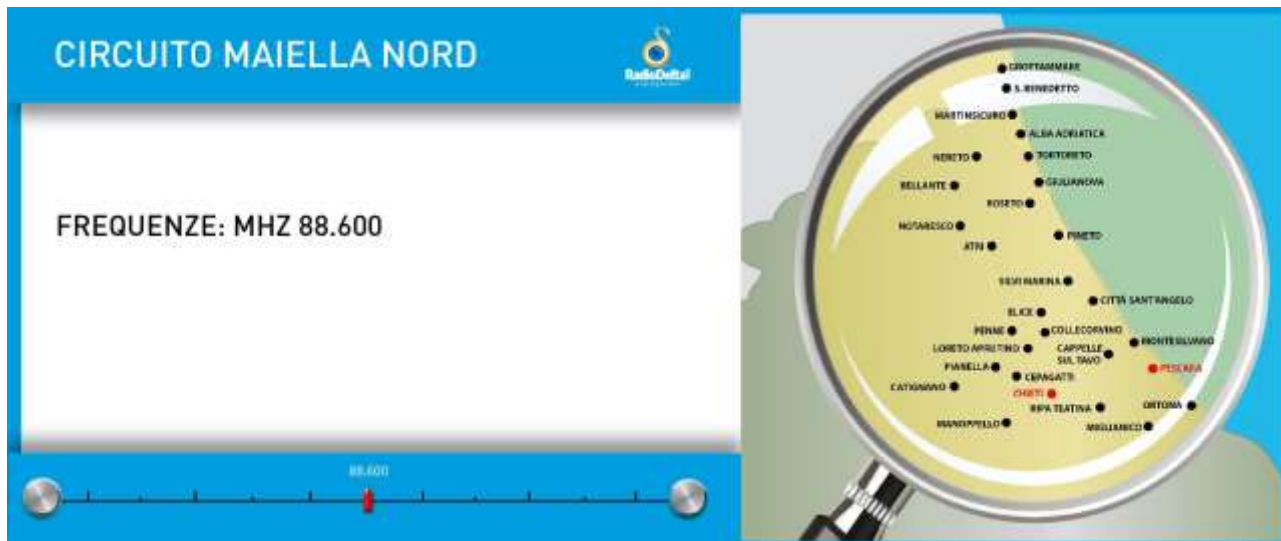 CIRCUITO MAIELLA NORD
RadioDelta1
FREQUENZE: MHZ 88.600
88.600
GROTTAMMARE
S. BENEDETTO
MARTINSICURO
ALBA ADRIATICA
NERETO
TORTORETO
BELLANTE
GIULIANOVA
ROSETO
NOTARESCO
PINETO
ATRI
SILVI MARINA
CITTÀ SANT'ANGELO
ELICE
PENNE
COLLECORVINO
MONTESILVANO
LORETO APRUTINO
CAPPELLE
SUL TAVO
PIANELLA
PESCARA
CEPAGATTI
CATIGNANO
CHIETI
RIPA TEATINA
ORTONA
MANOPPELLO
MIGLIANICO